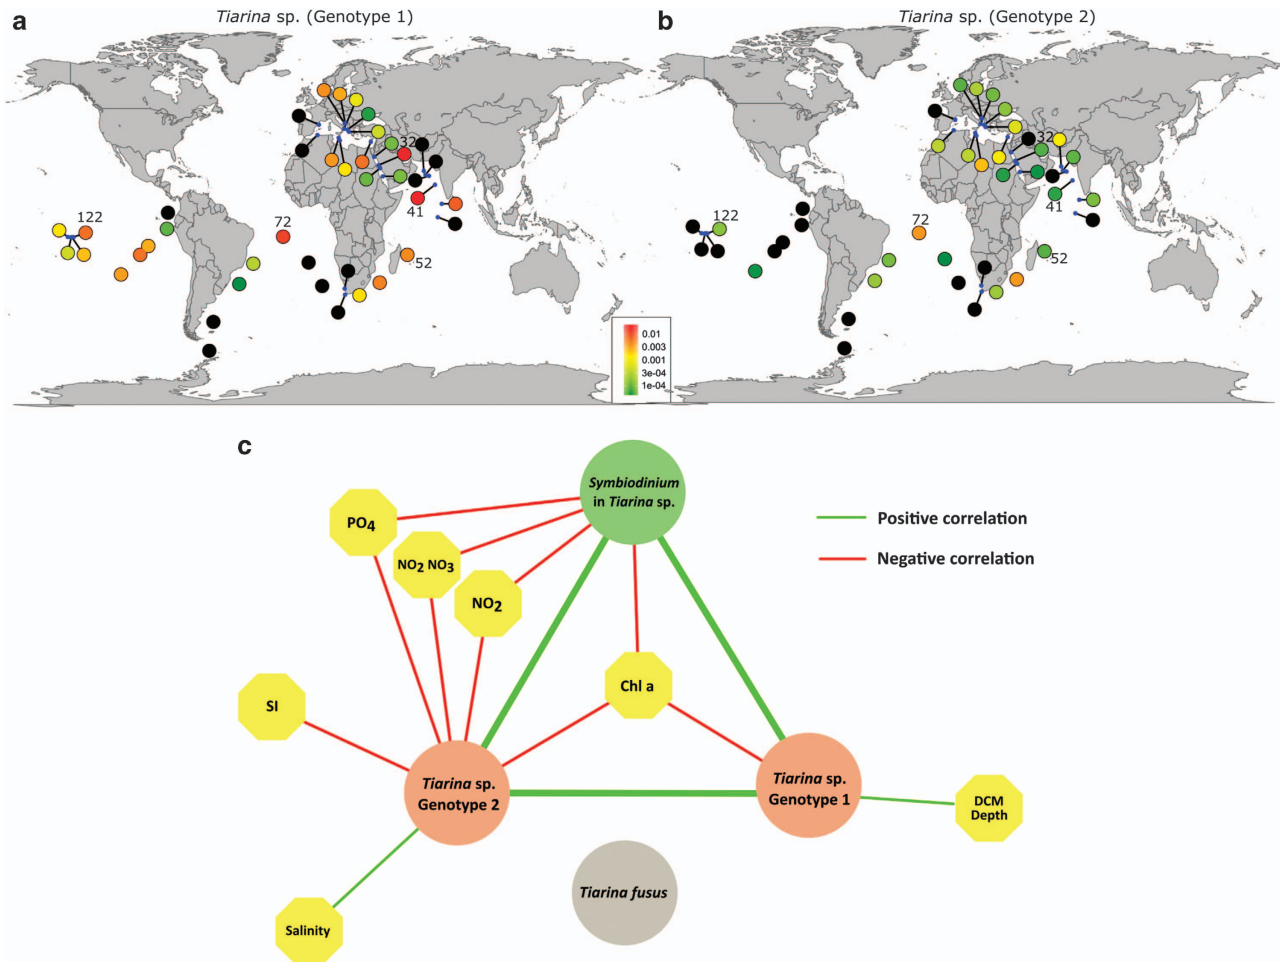 a
Tiarina sp. (Genotype 1)
b
Tiarina sp. (Genotype 2)
32
41
52
72
122
32
41
52
72
122
0.01
0.003
0.001
3e-04
1e-04
c
Symbiodinium
in Tiarina sp.
PO4
NO2 NO3
NO2
Positive correlation
Negative correlation
SI
Chl a
Tiarina sp.
Genotype 2
Tiarina sp.
Genotype 1
DCM
Depth
Tiarina fusus
Salinity